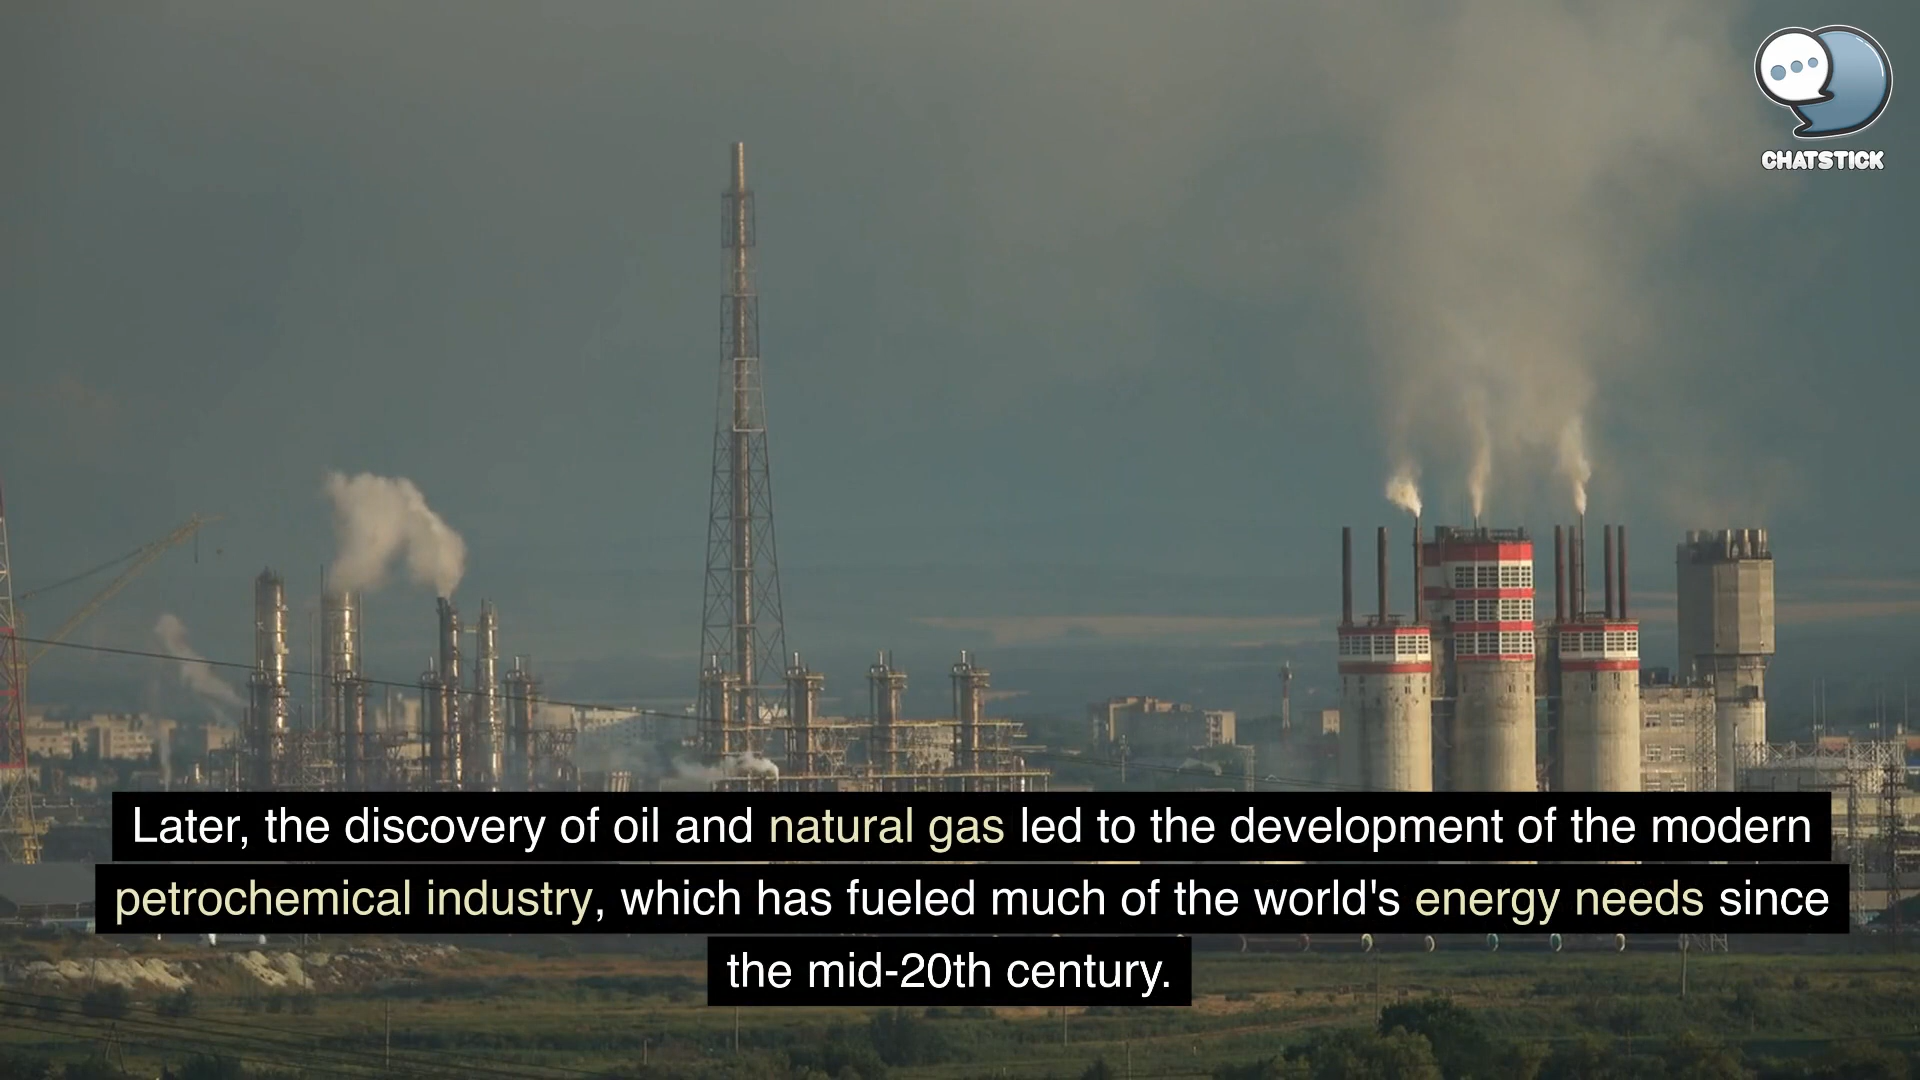 CHATSTICK
Later, the discovery of oil and natural gas led to the development of the modern
petrochemical industry, which has fueled much of the world's energy needs since
the mid-20th century.